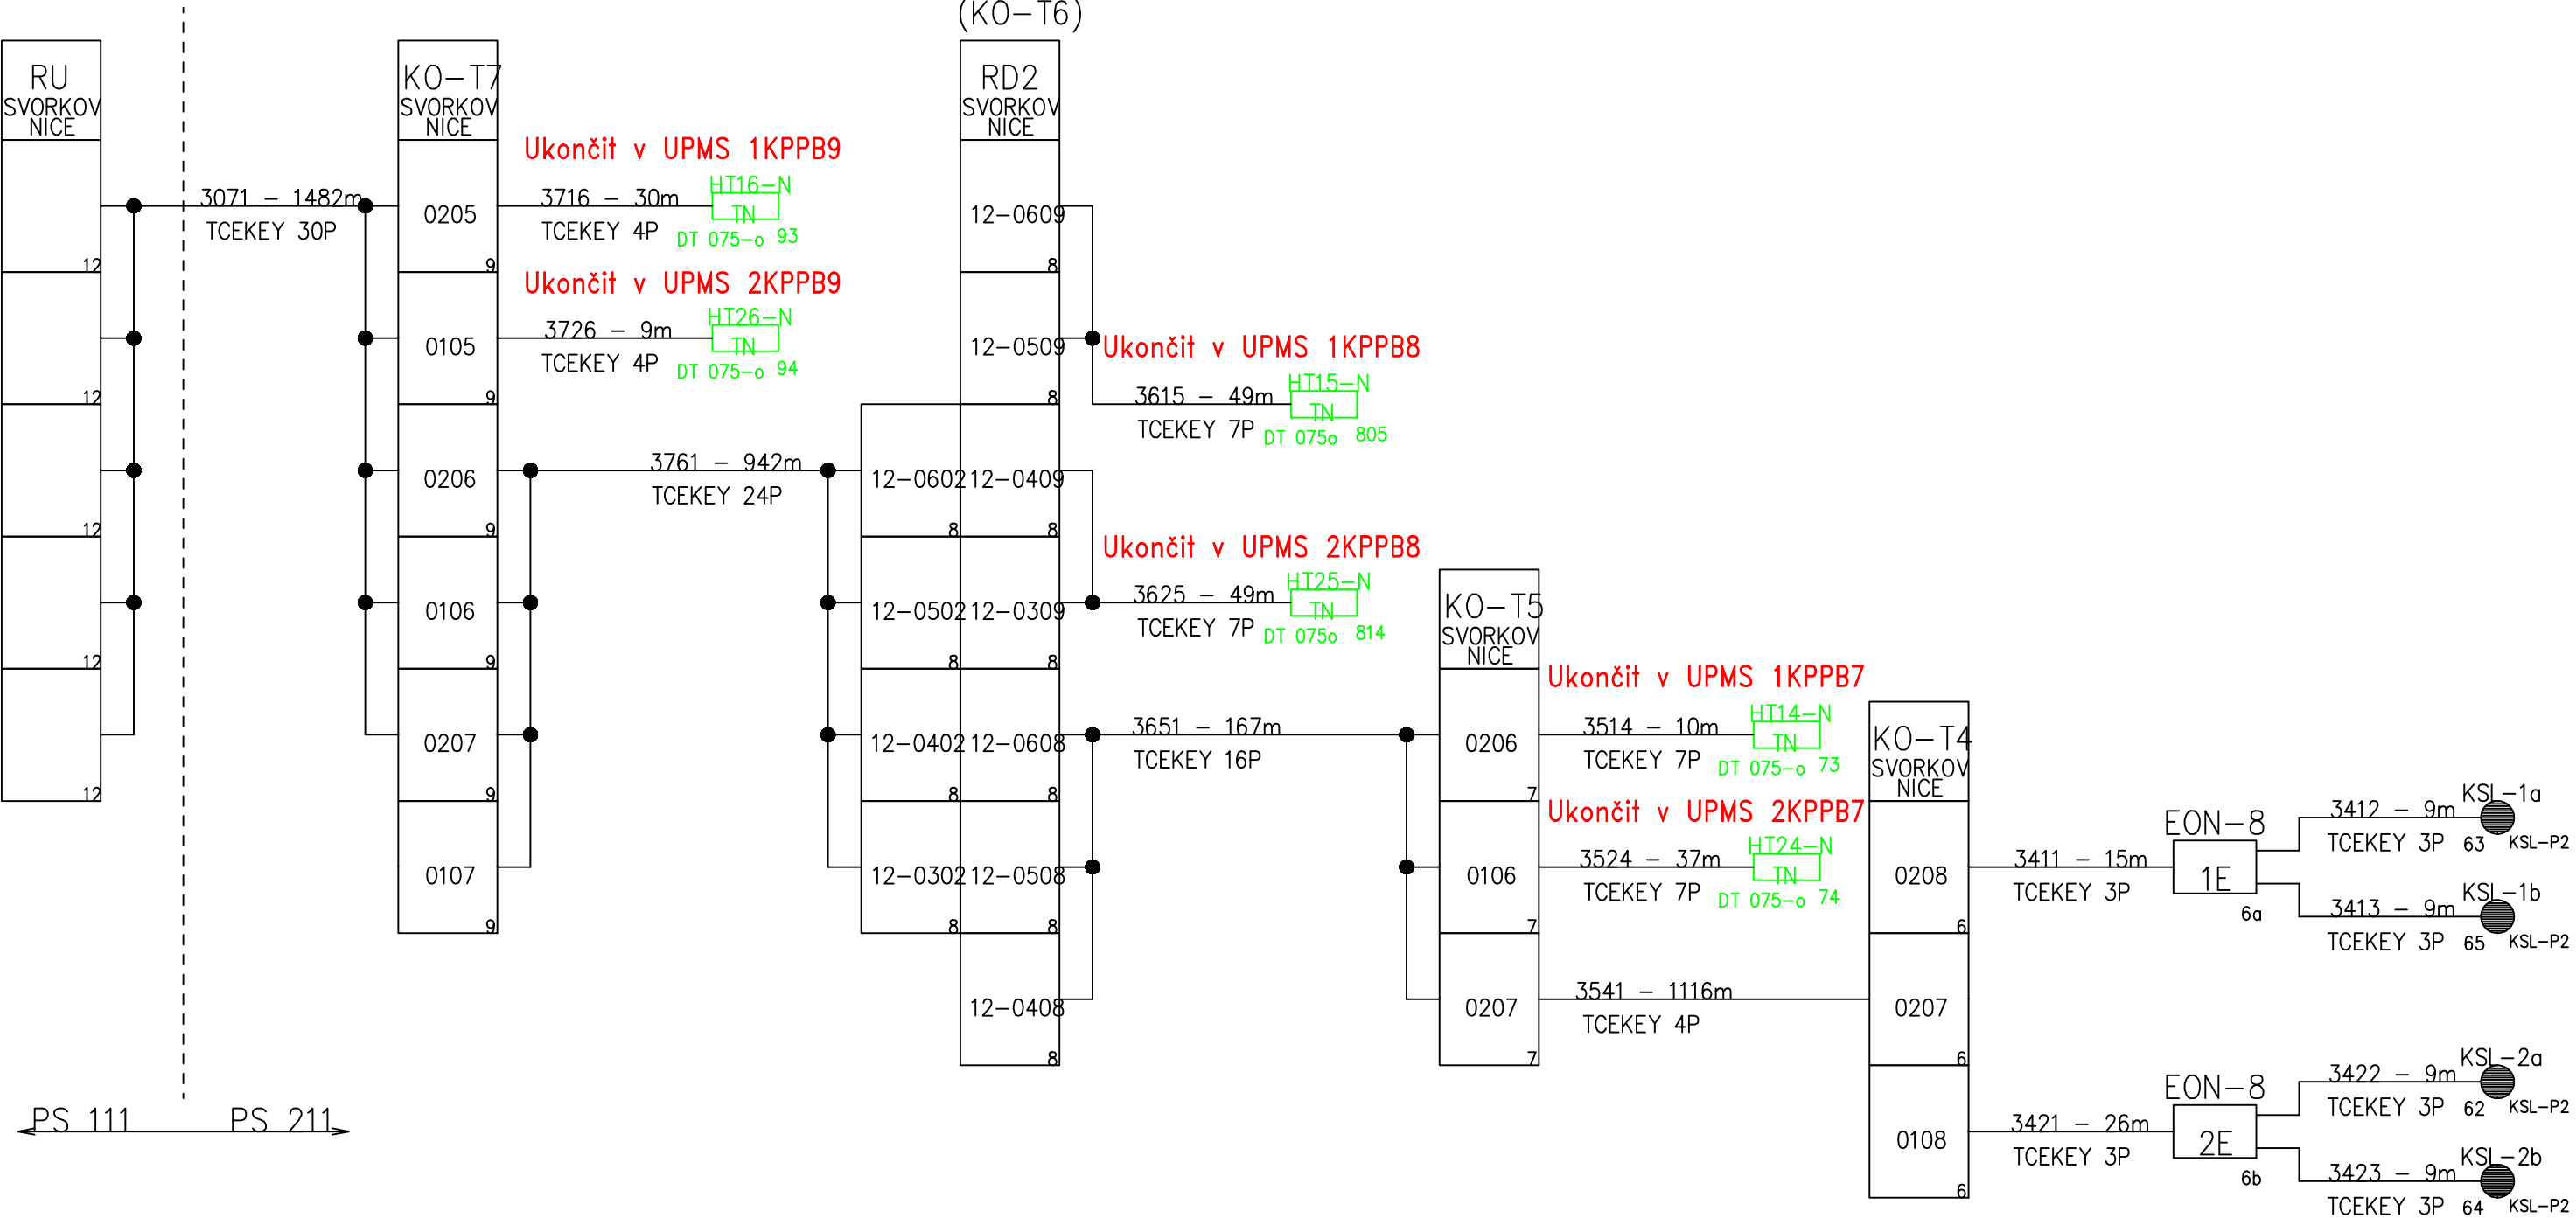 (KO-T6)
RU
SVORKOV
NICE
12
12
12
12
12
3071 - 1482m
TCEKEY 30P
PS 111
PS 211
KO-T7
SVORKOV
NICE
0205
9
0105
9
0206
9
0106
9
0207
9
0107
9
Ukončit v UPMS 1KPPB9
3716 - 30m
TCEKEY 4P
HT16-N
TN
DT 075-o 93
Ukončit v UPMS 2KPPB9
3726 - 9m
TCEKEY 4P
HT26-N
TN
DT 075-o 94
3761 - 942m
TCEKEY 24P
RD2
SVORKOV
NICE
12-0609
8
12-0509
8
12-0602 12-0409
8 8
12-0502 12-0309
8 8
12-0402 12-0608
8 8
12-0302 12-0508
8 8
12-0408
8
Ukončit v UPMS 1KPPB8
3615 - 49m
TCEKEY 7P
HT15-N
TN
DT 075o 805
Ukončit v UPMS 2KPPB8
3625 - 49m
TCEKEY 7P
HT25-N
TN
DT 075o 814
3651 - 167m
TCEKEY 16P
KO-T5
SVORKOV
NICE
0206
7
0106
7
0207
7
Ukončit v UPMS 1KPPB7
3514 - 10m
TCEKEY 7P
HT14-N
TN
DT 075-o 73
Ukončit v UPMS 2KPPB7
3524 - 37m
TCEKEY 7P
HT24-N
TN
DT 075-o 74
3541 - 1116m
TCEKEY 4P
KO-T4
SVORKOV
NICE
0208
6
0207
6
0108
6
3411 - 15m
TCEKEY 3P
EON-8
1E
6a
3412 - 9m
TCEKEY 3P
KSL-1a
63 KSL-P2
3413 - 9m
TCEKEY 3P
KSL-1b
65 KSL-P2
3421 - 26m
TCEKEY 3P
EON-8
2E
6b
3422 - 9m
TCEKEY 3P
KSL-2a
62 KSL-P2
3423 - 9m
TCEKEY 3P
KSL-2b
64 KSL-P2